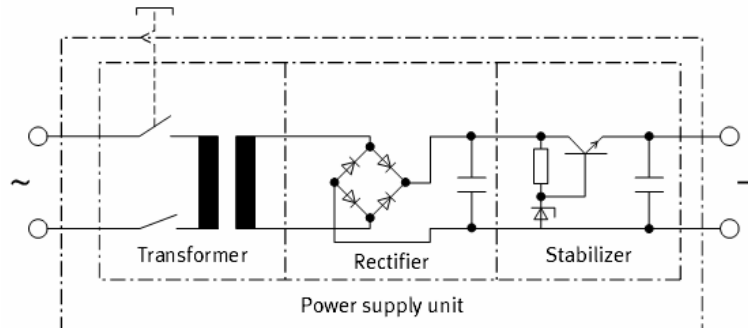 ~
–
Transformer
Rectifier
Stabilizer
Power supply unit